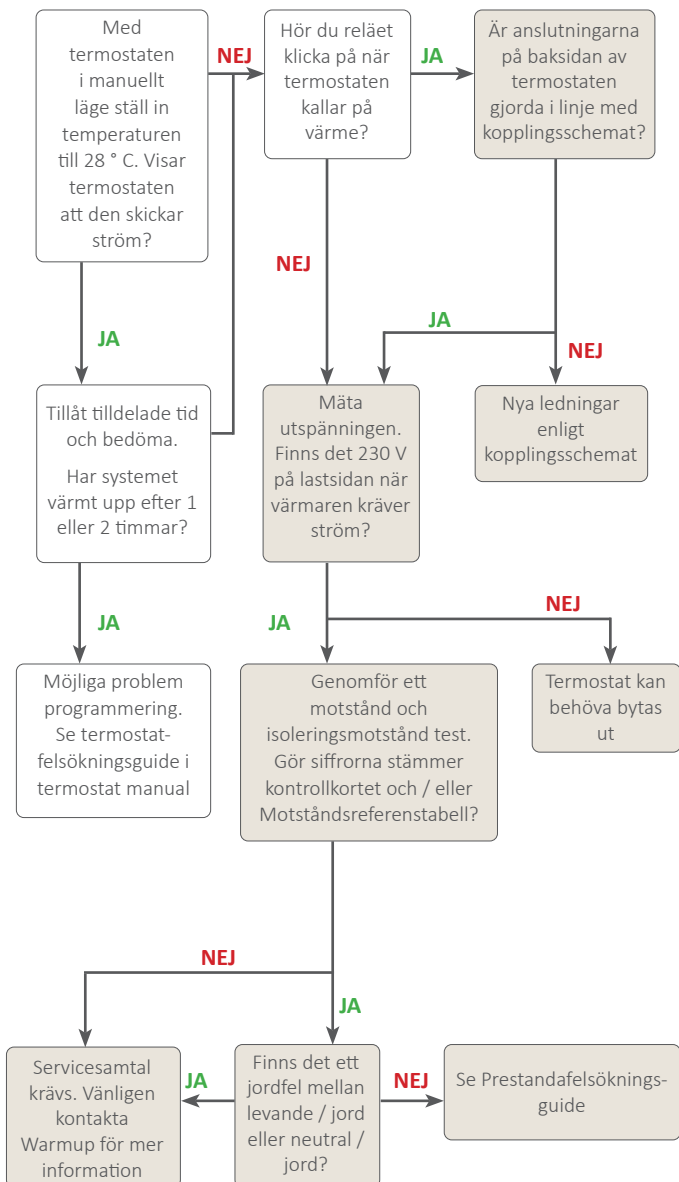 Med
termostaten
i manuellt
läge ställ in
temperaturen
till 28 ° C. Visar
termostaten
att den skickar
ström?
NEJ
Hör du reläet
klicka på när
termostaten
kallar på
värme?
JA
Är anslutningarna
på baksidan av
termostaten
gjorda i linje med
kopplingsschemat?
JA
NEJ
JA
NEJ
Tillåt tilldelade tid
och bedöma.
Har systemet
värmt upp efter 1
eller 2 timmar?
Mäta
utspänningen.
Finns det 230 V
på lastsidan när
värmaren kräver
ström?
Nya ledningar
enligt
kopplingsschemat
JA
JA
NEJ
Möjliga problem
programmering.
Se termostat-
felsökningsguide i
termostat manual
Genomför ett
motstånd och
isoleringsmotstånd test.
Gör siffrorna stämmer
kontrollkortet och / eller
Motståndsreferenstabell?
Termostat kan
behöva bytas
ut
NEJ
JA
Servicesamtal
krävs. Vänligen
kontakta
Warmup för mer
information
JA
Finns det ett
jordfel mellan
levande / jord
eller neutral /
jord?
NEJ
Se Prestandafelsöknings-
guide